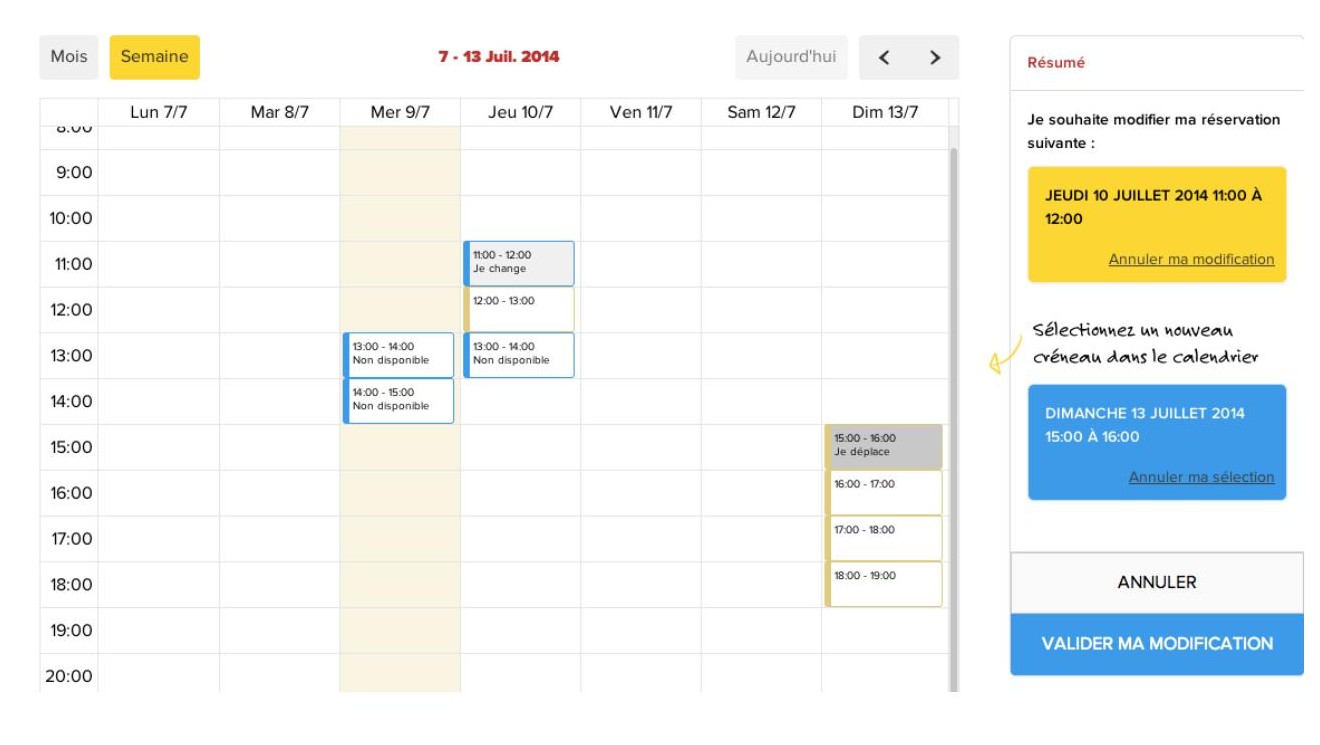 Mois
Semaine
7 - 13 Juil. 2014
Aujourd'hui
Lun 7/7
Mar 8/7
Mer 9/7
Jeu 10/7
Ven 11/7
Sam 12/7
Dim 13/7
8:00
9:00
10:00
11:00
12:00
13:00
14:00
15:00
16:00
17:00
18:00
19:00
20:00
13:00 - 14:00
Non disponible
14:00 - 15:00
Non disponible
11:00 - 12:00
Je change
12:00 - 13:00
13:00 - 14:00
Non disponible
15:00 - 16:00
Je déplace
16:00 - 17:00
17:00 - 18:00
18:00 - 19:00
Résumé
Je souhaite modifier ma réservation
suivante :
JEUDI 10 JUILLET 2014 11:00 À
12:00
Annuler ma modification
Sélectionnez un nouveau
créneau dans le calendrier
DIMANCHE 13 JUILLET 2014
15:00 À 16:00
Annuler ma sélection
ANNULER
VALIDER MA MODIFICATION